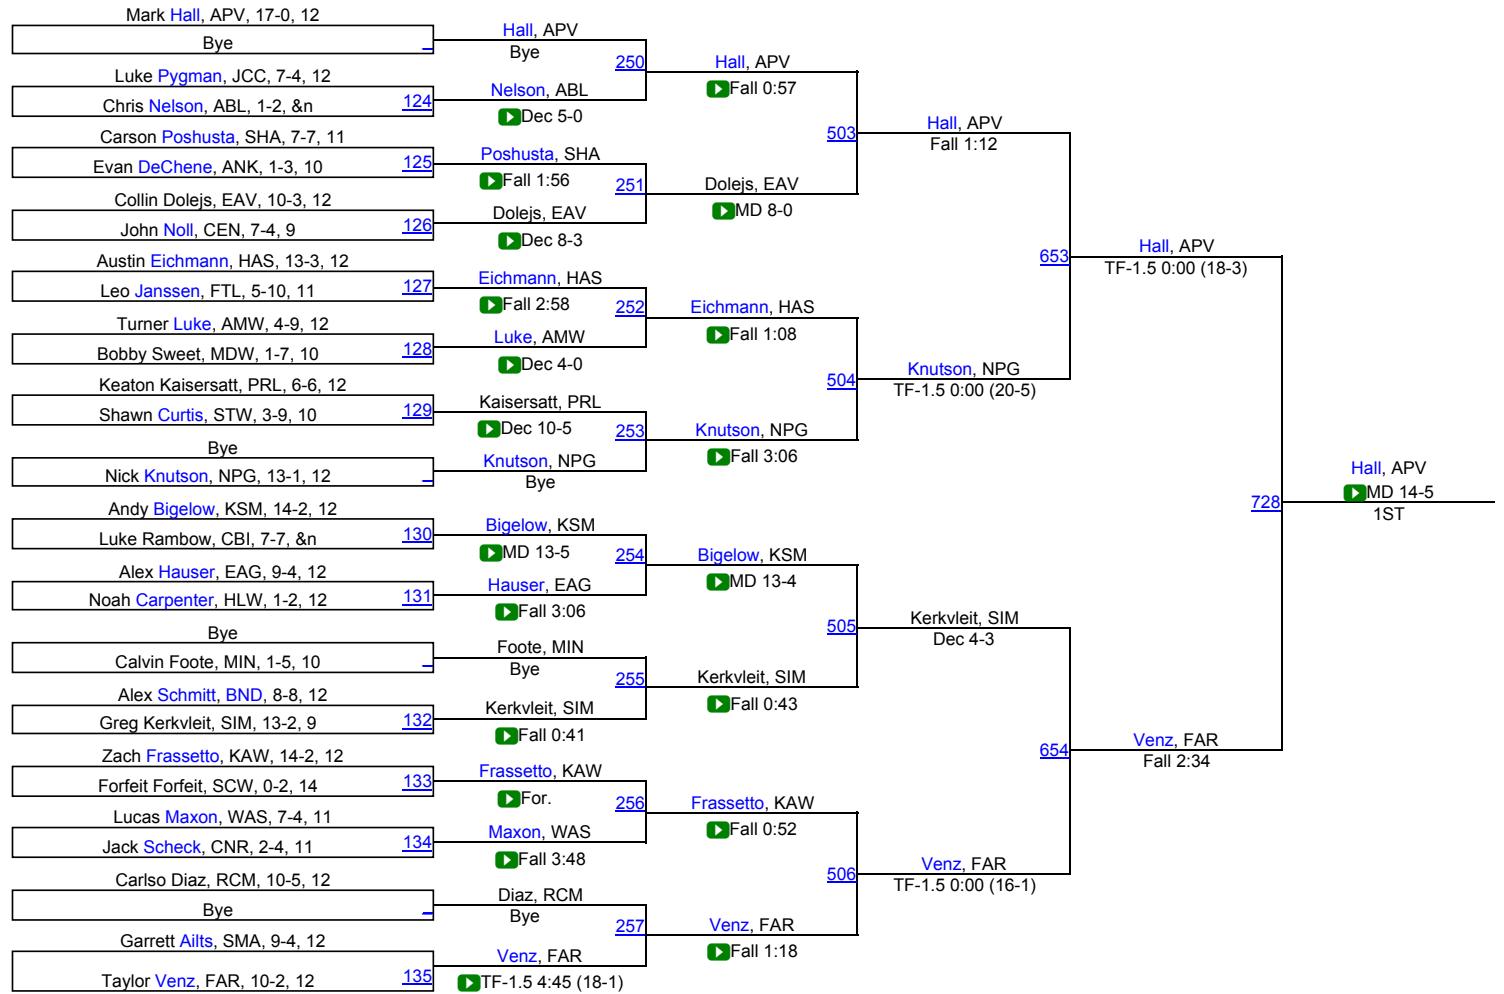 Mark Hall, APV, 17-0, 12
Bye
Luke Pygman, JCC, 7-4, 12
Chris Nelson, ABL, 1-2, &n
124
Carson Poshusta, SHA, 7-7, 11
Evan DeChene, ANK, 1-3, 10
125
Collin Dolejs, EAV, 10-3, 12
John Noll, CEN, 7-4, 9
126
Austin Eichmann, HAS, 13-3, 12
Leo Janssen, FTL, 5-10, 11
127
Turner Luke, AMW, 4-9, 12
Bobby Sweet, MDW, 1-7, 10
128
Keaton Kaisersatt, PRL, 6-6, 12
Shawn Curtis, STW, 3-9, 10
129
Bye
Nick Knutson, NPG, 13-1, 12
Andy Bigelow, KSM, 14-2, 12
Luke Rambow, CBI, 7-7, &n
130
Alex Hauser, EAG, 9-4, 12
Noah Carpenter, HLW, 1-2, 12
131
Bye
Calvin Foote, MIN, 1-5, 10
Alex Schmitt, BND, 8-8, 12
Greg Kerkvleit, SIM, 13-2, 9
132
Zach Frassetto, KAW, 14-2, 12
Forfeit Forfeit, SCW, 0-2, 14
133
Lucas Maxon, WAS, 7-4, 11
Jack Scheck, CNR, 2-4, 11
134
Carlso Diaz, RCM, 10-5, 12
Bye
Garrett Ailts, SMA, 9-4, 12
Taylor Venz, FAR, 10-2, 12
135
Hall, APV
Bye
250
Nelson, ABL
Dec 5-0
Poshusta, SHA
Fall 1:56
251
Dolejs, EAV
Dec 8-3
Eichmann, HAS
Fall 2:58
252
Luke, AMW
Dec 4-0
Kaisersatt, PRL
Dec 10-5
253
Knutson, NPG
Bye
Bigelow, KSM
MD 13-5
254
Hauser, EAG
Fall 3:06
Foote, MIN
Bye
255
Kerkvleit, SIM
Fall 0:41
Frassetto, KAW
For.
256
Maxon, WAS
Fall 3:48
Diaz, RCM
Bye
257
Venz, FAR
TF-1.5 4:45 (18-1)
Hall, APV
Fall 0:57
503
Dolejs, EAV
MD 8-0
Eichmann, HAS
Fall 1:08
504
Knutson, NPG
Fall 3:06
Bigelow, KSM
MD 13-4
505
Kerkvleit, SIM
Fall 0:43
Frassetto, KAW
Fall 0:52
506
Venz, FAR
Fall 1:18
Hall, APV
Fall 1:12
653
Knutson, NPG
TF-1.5 0:00 (20-5)
Kerkvleit, SIM
Dec 4-3
654
Venz, FAR
TF-1.5 0:00 (16-1)
Hall, APV
TF-1.5 0:00 (18-3)
728
Venz, FAR
Fall 2:34
Hall, APV
MD 14-5
1ST